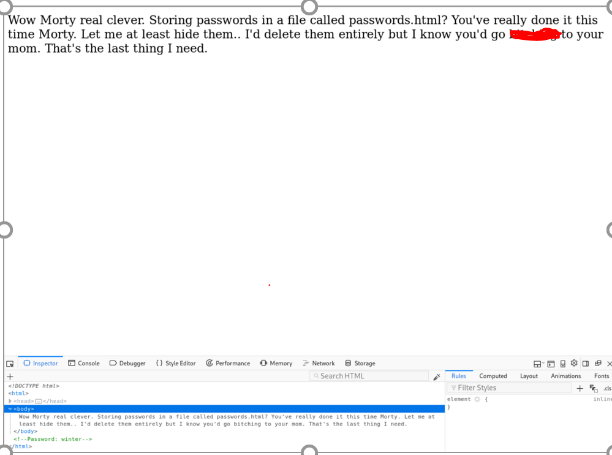 Wow Morty real clever. Storing passwords in a file called passwords.html? You've really done it this
time Morty. Let me at least hide them.. I'd delete them entirely but I know you'd go to your
mom. That's the last thing I need.
Inspector Console Debugger {} Style Editor Performance Memory Network Storage
+ Search HTML Rules Computed Layout Animations Fonts
<!DOCTYPE html>
Filter Styles + .cls
<html>
<head></head>
element { inline
<body>
}
Wow Morty real clever. Storing passwords in a file called passwords.html? You've really done it this time Morty. Let me at
least hide them.. I'd delete them entirely but I know you'd go bitching to your mom. That's the last thing I need.
</body>
<!--Password: winter-->
</html>